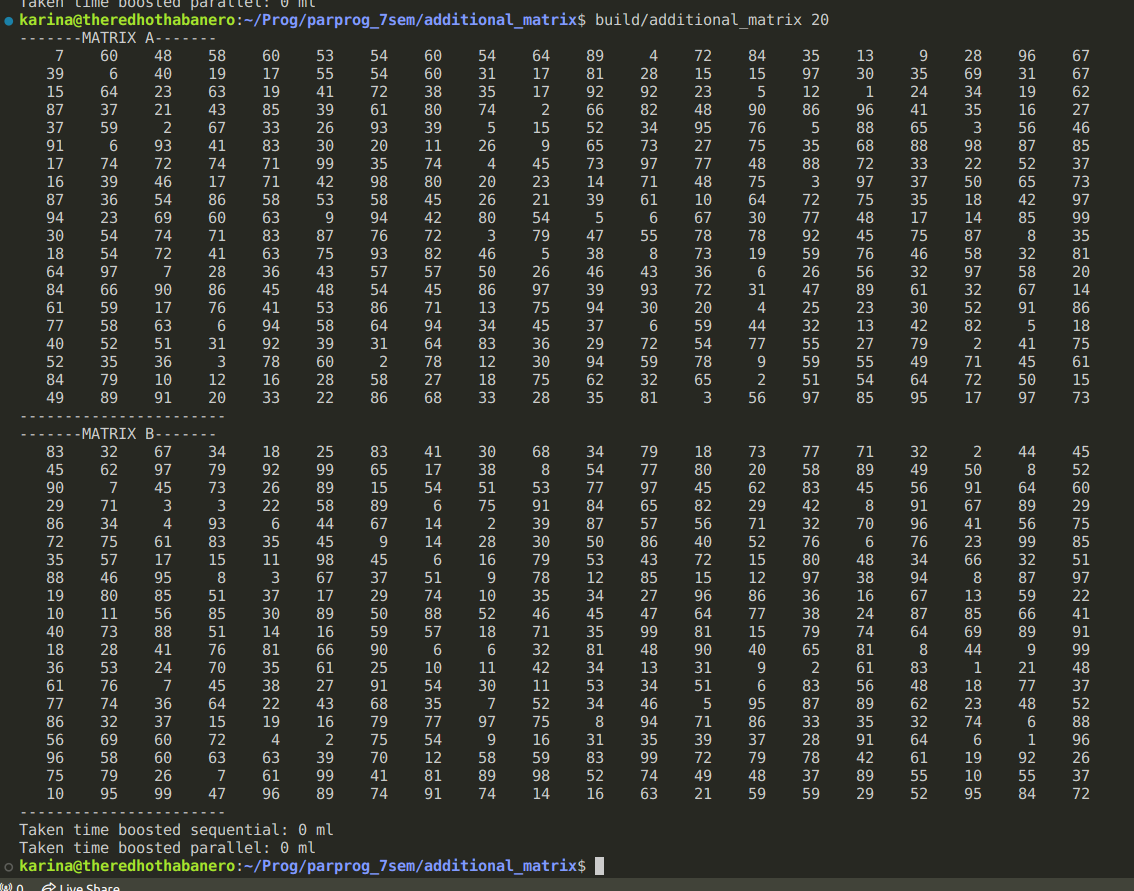 Taken time boosted parallel: 0 ml
karina@theredhothabanero:~/Prog/parprog_7sem/additional_matrix$ build/additional_matrix 20
-------MATRIX A-------
7 60 48 58 60 53 54 60 54 64 89 4 72 84 35 13 9 28 96 67
39 6 40 19 17 55 54 60 31 17 81 28 15 15 97 30 35 69 31 67
15 64 23 63 19 41 72 38 35 17 92 92 23 5 12 1 24 34 19 62
87 37 21 43 85 39 61 80 74 2 66 82 48 90 86 96 41 35 16 27
37 59 2 67 33 26 93 39 5 15 52 34 95 76 5 88 65 3 56 46
91 6 93 41 83 30 20 11 26 9 65 73 27 75 35 68 88 98 87 85
17 74 72 74 71 99 35 74 4 45 73 97 77 48 88 72 33 22 52 37
16 39 46 17 71 42 98 80 20 23 14 71 48 75 3 97 37 50 65 73
87 36 54 86 58 53 58 45 26 21 39 61 10 64 72 75 35 18 42 97
94 23 69 60 63 9 94 42 80 54 5 6 67 30 77 48 17 14 85 99
30 54 74 71 83 87 76 72 3 79 47 55 78 78 92 45 75 87 8 35
18 54 72 41 63 75 93 82 46 5 38 8 73 19 59 76 46 58 32 81
64 97 7 28 36 43 57 57 50 26 46 43 36 6 26 56 32 97 58 20
84 66 90 86 45 48 54 45 86 97 39 93 72 31 47 89 61 32 67 14
61 59 17 76 41 53 86 71 13 75 94 30 20 4 25 23 30 52 91 86
77 58 63 6 94 58 64 94 34 45 37 6 59 44 32 13 42 82 5 18
40 52 51 31 92 39 31 64 83 36 29 72 54 77 55 27 79 2 41 75
52 35 36 3 78 60 2 78 12 30 94 59 78 9 59 55 49 71 45 61
84 79 10 12 16 28 58 27 18 75 62 32 65 2 51 54 64 72 50 15
49 89 91 20 33 22 86 68 33 28 35 81 3 56 97 85 95 17 97 73
-----------------------
-------MATRIX B-------
83 32 67 34 18 25 83 41 30 68 34 79 18 73 77 71 32 2 44 45
45 62 97 79 92 99 65 17 38 8 54 77 80 20 58 89 49 50 8 52
90 7 45 73 26 89 15 54 51 53 77 97 45 62 83 45 56 91 64 60
29 71 3 3 22 58 89 6 75 91 84 65 82 29 42 8 91 67 89 29
86 34 4 93 6 44 67 14 2 39 87 57 56 71 32 70 96 41 56 75
72 75 61 83 35 45 9 14 28 30 50 86 40 52 76 6 76 23 99 85
35 57 17 15 11 98 45 6 16 79 53 43 72 15 80 48 34 66 32 51
88 46 95 8 3 67 37 51 9 78 12 85 15 12 97 38 94 8 87 97
19 80 85 51 37 17 29 74 10 35 34 27 96 86 36 16 67 13 59 22
10 11 56 85 30 89 50 88 52 46 45 47 64 77 38 24 87 85 66 41
40 73 88 51 14 16 59 57 18 71 35 99 81 15 79 74 64 69 89 91
18 28 41 76 81 66 90 6 6 32 81 48 90 40 65 81 8 44 9 99
36 53 24 70 35 61 25 10 11 42 34 13 31 9 2 61 83 1 21 48
61 76 7 45 38 27 91 54 30 11 53 34 51 6 83 56 48 18 77 37
77 74 36 64 22 43 68 35 7 52 34 46 5 95 87 89 62 23 48 52
86 32 37 15 19 16 79 77 97 75 8 94 71 86 33 35 32 74 6 88
56 69 60 72 4 2 75 54 9 16 31 35 39 37 28 91 64 6 1 96
96 58 60 63 63 39 70 12 58 59 83 99 72 79 78 42 61 19 92 26
75 79 26 7 61 99 41 81 89 98 52 74 49 48 37 89 55 10 55 37
10 95 99 47 96 89 74 91 74 14 16 63 21 59 59 29 52 95 84 72
-----------------------
Taken time boosted sequential: 0 ml
Taken time boosted parallel: 0 ml
karina@theredhothabanero:~/Prog/parprog_7sem/additional_matrix$
0 Live Share